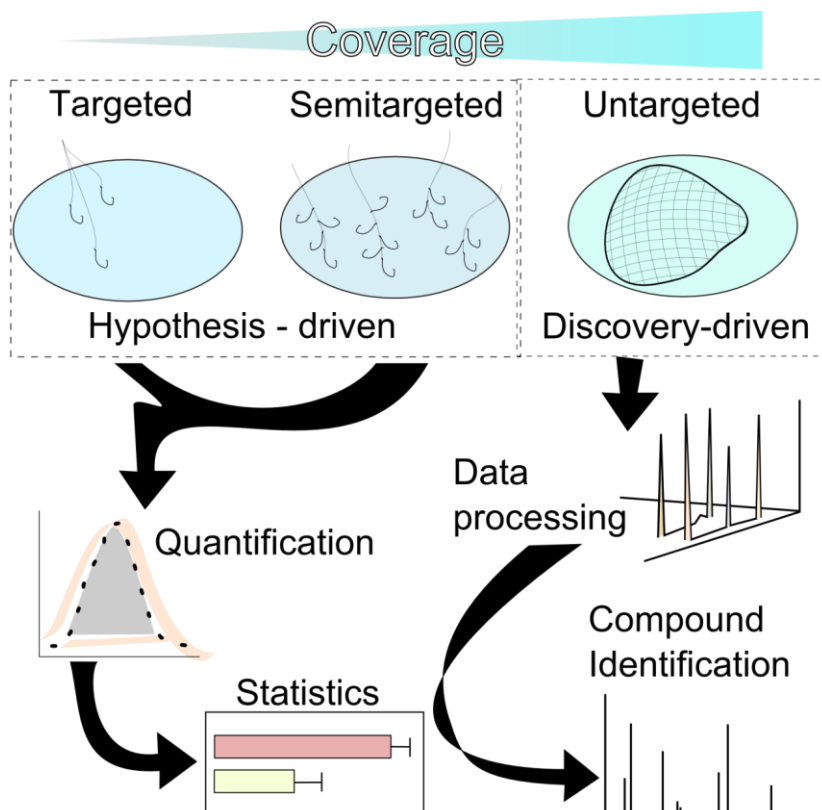 Coverage
Targeted
Semitargeted
Untargeted
Hypothesis - driven
Discovery-driven
Data
processing
Quantification
Compound
Identification
Statistics